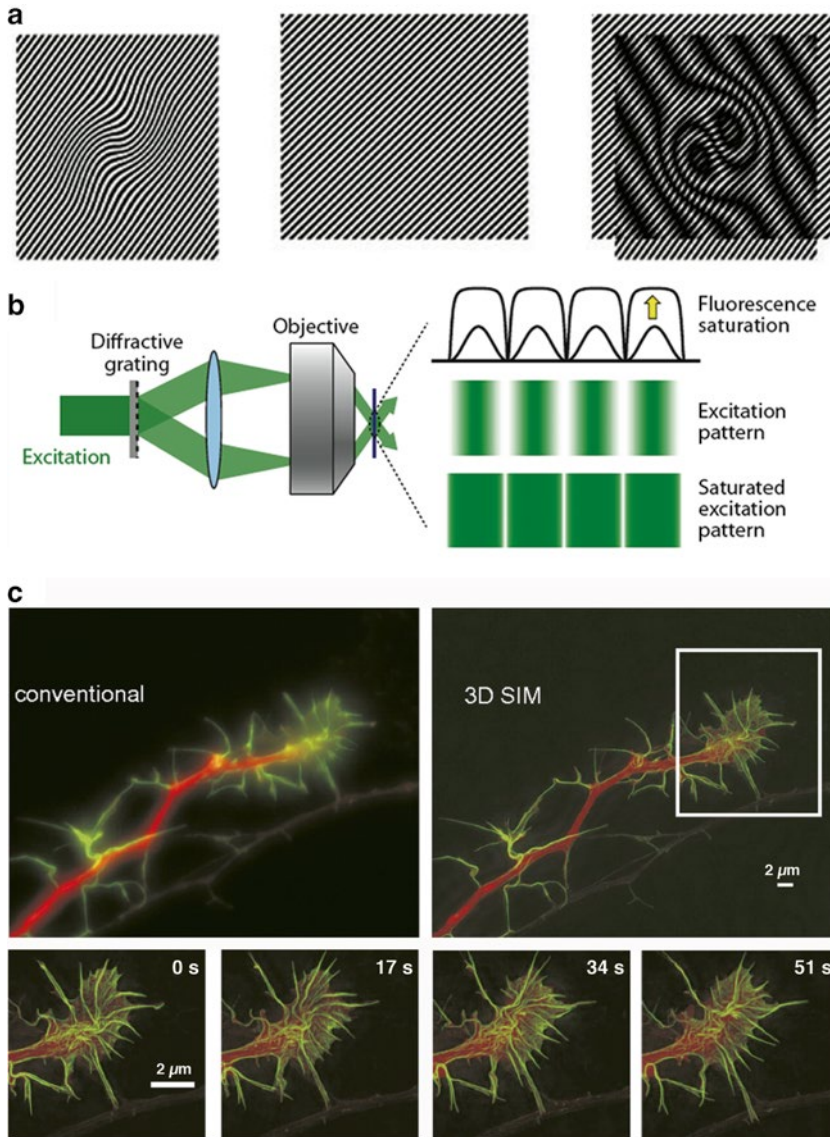 a
b
Diffractive
grating
Objective
Excitation
Fluorescence
saturation
Excitation
pattern
Saturated
excitation
pattern
c
conventional
3D SIM
2 µm
0 s
17 s
34 s
51 s
2 µm